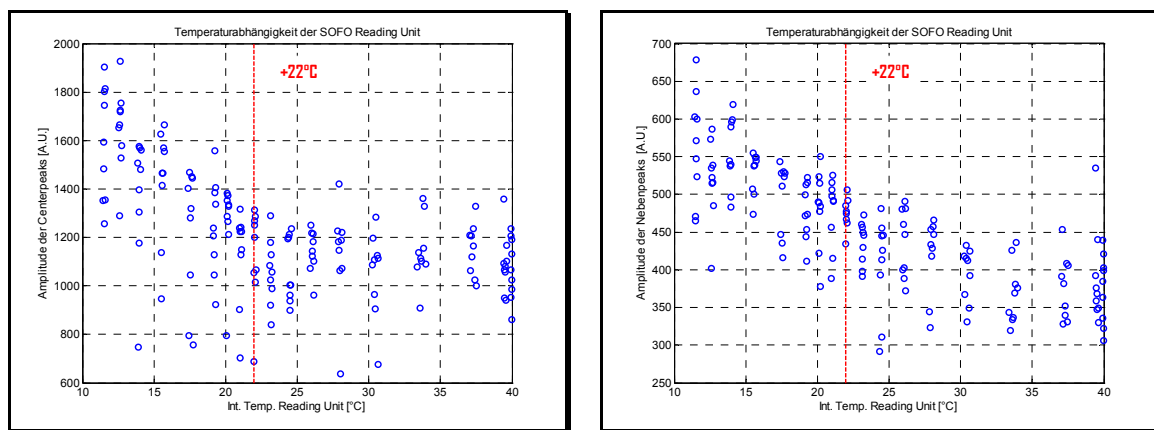 Temperaturabhängigkeit der SOFO Reading Unit
+22°C
Amplitude der Centerpeaks [A.U.]
2000
1800
1600
1400
1200
1000
800
600
10 15 20 25 30 35 40
Int. Temp. Reading Unit [°C]
Temperaturabhängigkeit der SOFO Reading Unit
+22°C
Amplitude der Nebenpeaks [A.U.]
700
650
600
550
500
450
400
350
300
250
10 15 20 25 30 35 40
Int. Temp. Reading Unit [°C]